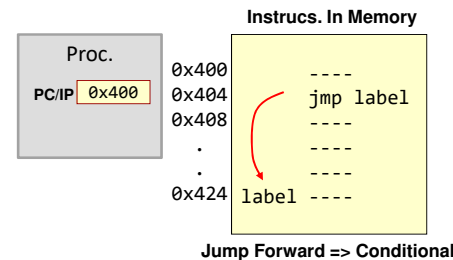 Instrucs. In Memory
Proc.
PC/IP 0x400
0x400 ----
0x404 jmp label
0x408 ----
. ----
. ----
0x424 label ----
Jump Forward => Conditional